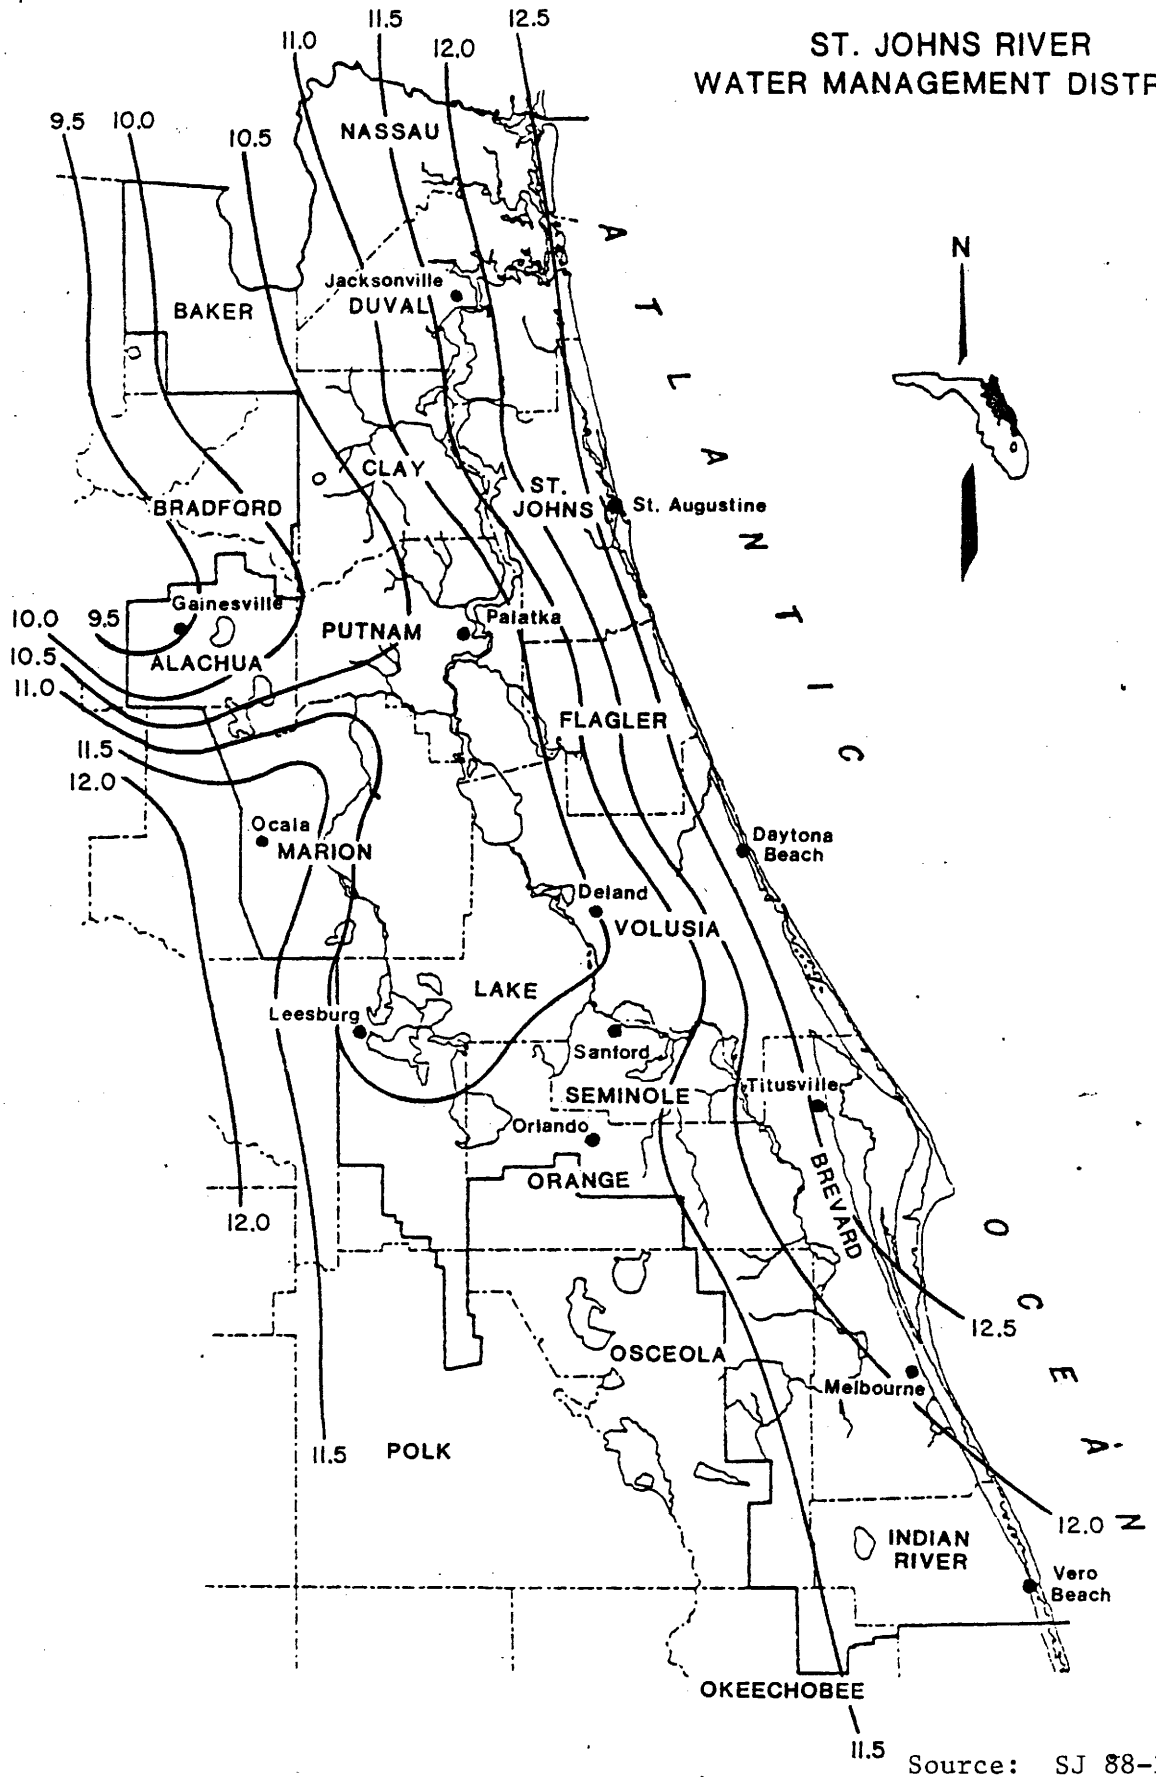 ST. JOHNS RIVER
WATER MANAGEMENT DISTR
9.5
10.0
10.5
11.0
11.5
12.0
12.5
NASSAU
A T L A N T I C
N
Jacksonville
DUVAL
BAKER
CLAY
ST.
JOHNS
St. Augustine
BRADFORD
Gainesville
Palatka
PUTNAM
ALACHUA
10.0
9.5
10.5
11.0
11.5
12.0
FLAGLER
Ocala
MARION
Daytona
Beach
Deland
VOLUSIA
LAKE
Leesburg
Sanford
SEMINOLE
Titusville
Orlando
ORANGE
BREVARD
12.0
O C E A N
12.5
OSCEOLA
Melbourne
11.5
POLK
12.0
INDIAN
RIVER
Vero
Beach
OKEECHOBEE
11.5
Source: SJ 88-